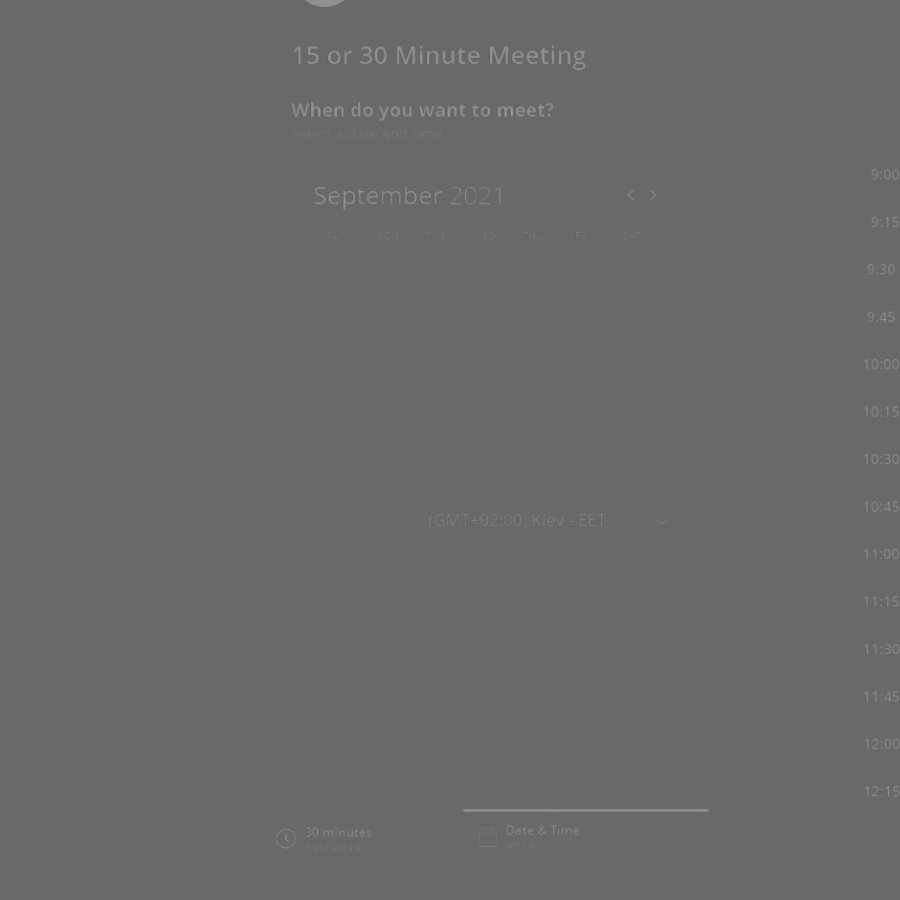 15 or 30 Minute Meeting
When do you want to meet?
Select a date and time
September 2021
SUN MON TUE WED THU FRI SAT
9:00
9:15
9:30
9:45
10:00
10:15
10:30
10:45
(GMT+02:00) Kiev - EET
11:00
11:15
11:30
11:45
12:00
12:15
30 minutes
Date & Time
WHEN